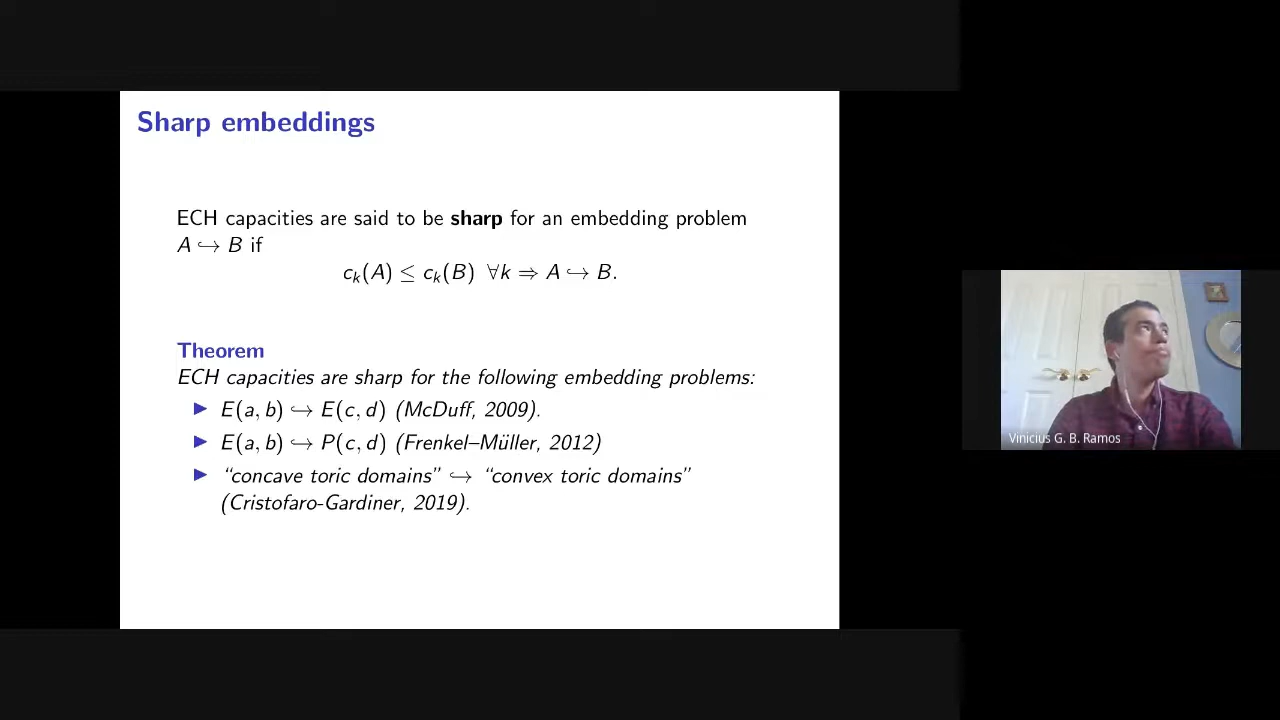 Sharp embeddings
ECH capacities are said to be sharp for an embedding problem
A ↪ B if
cₖ(A) ≤ cₖ(B) ∀k ⇒ A ↪ B.
Theorem
ECH capacities are sharp for the following embedding problems:
▶ E(a, b) ↪ E(c, d) (McDuff, 2009).
▶ E(a, b) ↪ P(c, d) (Frenkel–Müller, 2012)
▶ “concave toric domains” ↪ “convex toric domains”
(Cristofaro-Gardiner, 2019).
Vinicius G. B. Ramos